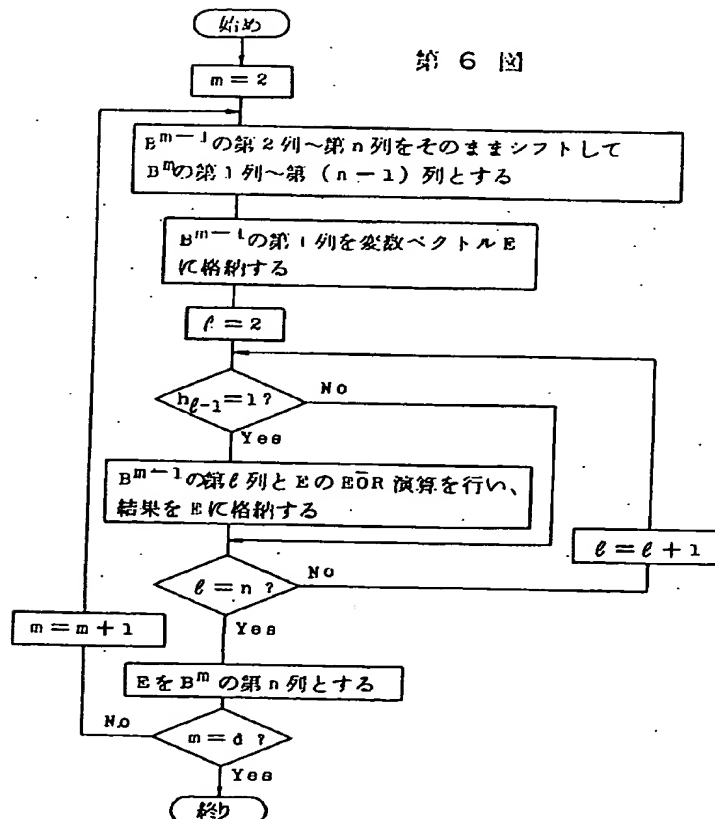 始め
第 6 図
m = 2
B^{m-1}の第2列~第n列をそのままシフトして
B^mの第1列~第 (n-1) 列とする
B^{m-1}の第1列を変数ベクトルE
に格納する
ℓ = 2
h_{ℓ-1}=1?
No
Yes
B^{m-1}の第ℓ列とEのEOR演算を行い、
結果をEに格納する
ℓ = ℓ + 1
ℓ = n ?
No
m = m + 1
Yes
EをB^mの第n列とする
No
m = d ?
Yes
終り